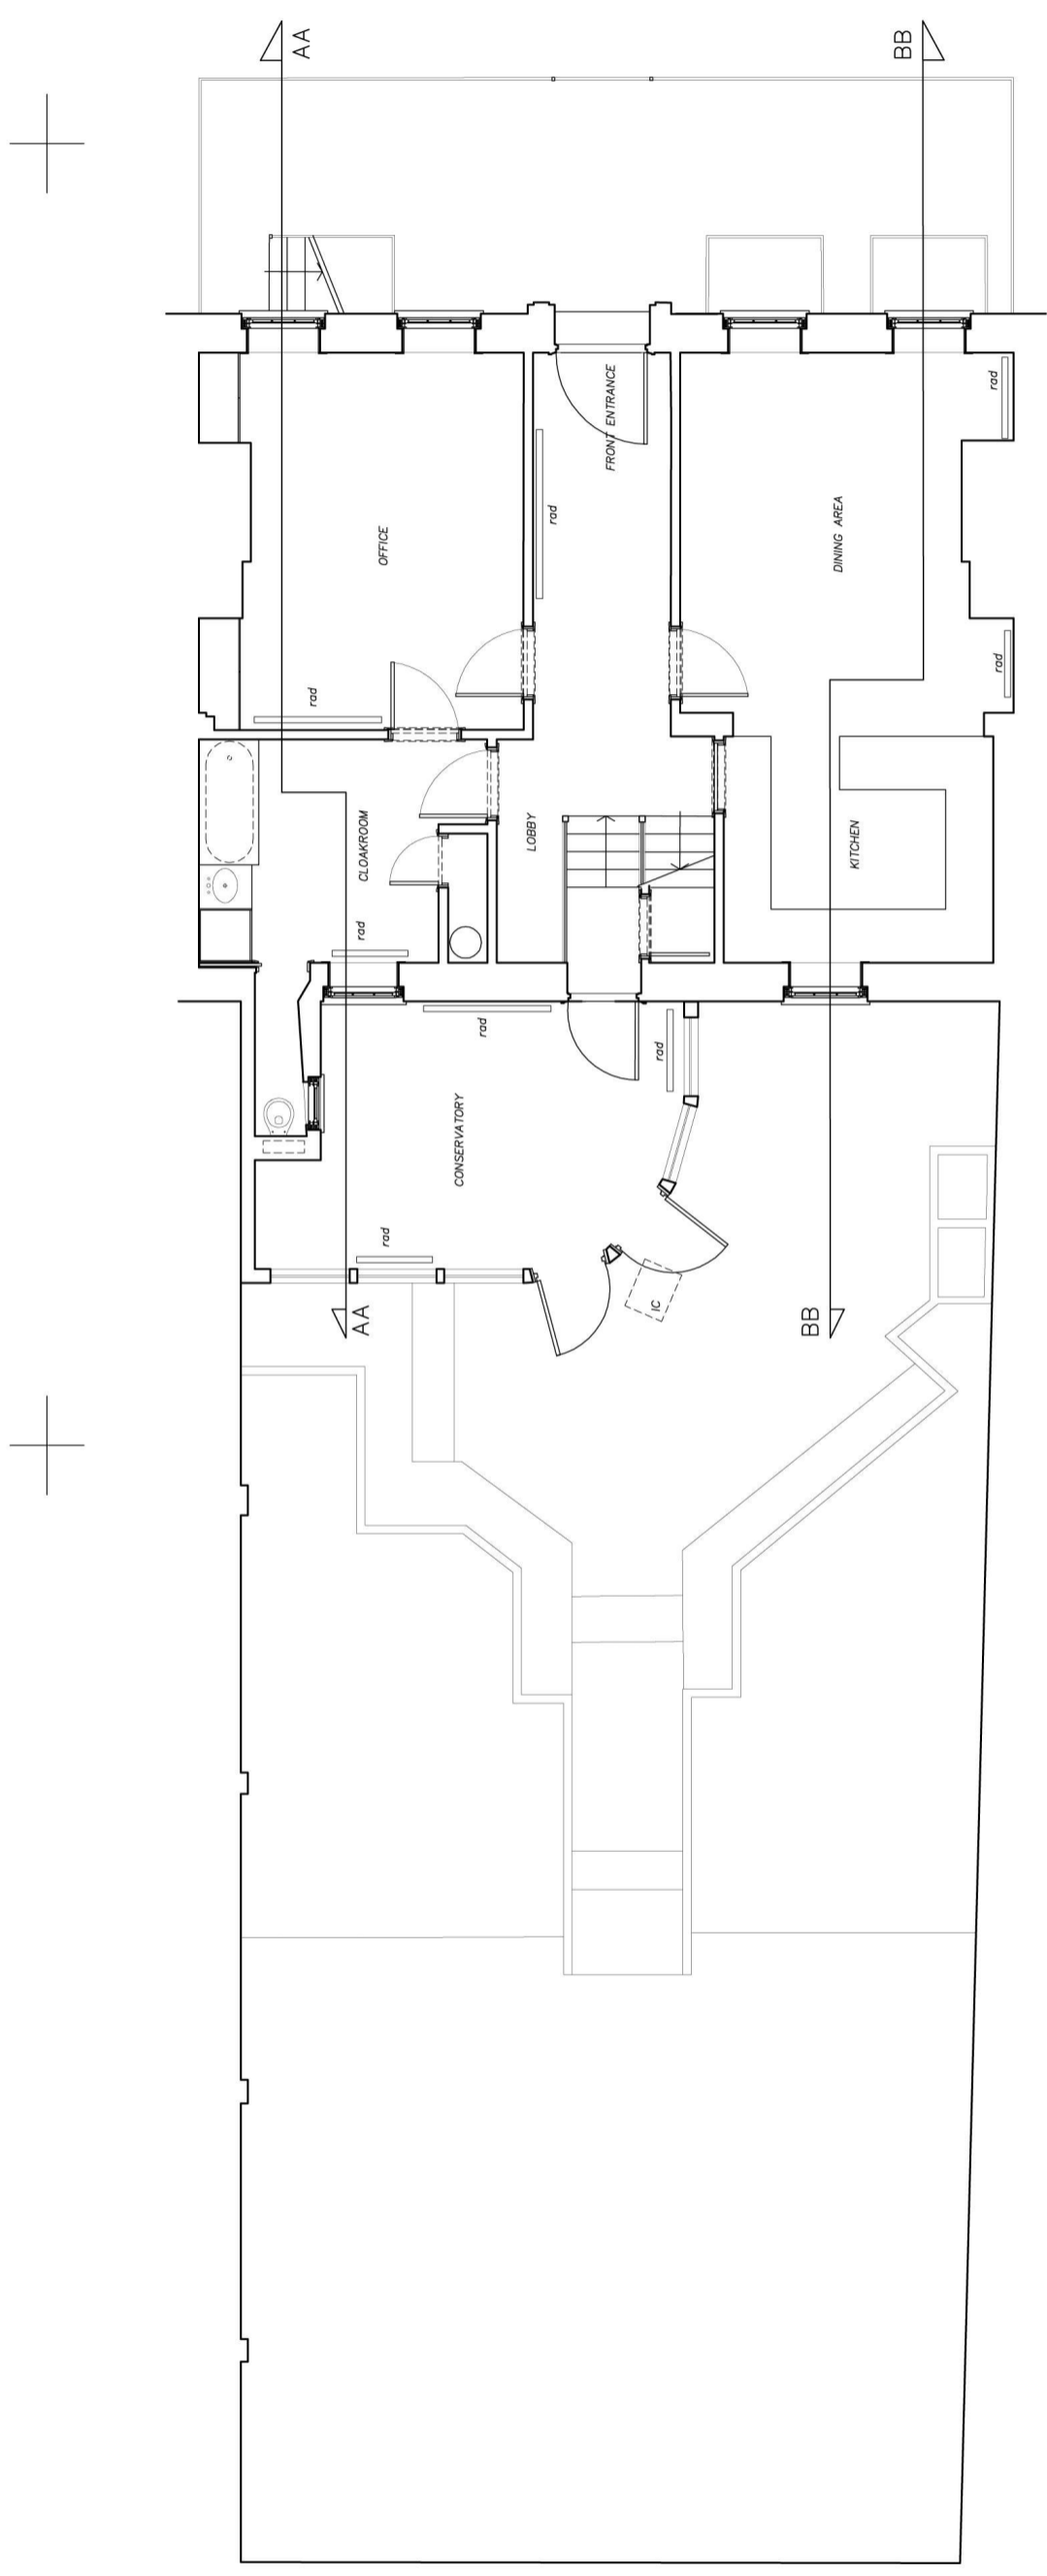 AA
BB
FRONT ENTRANCE
rad
rad
OFFICE
DINING AREA
rad
rad
CLOAKROOM
LOBBY
KITCHEN
rad
rad
rad
CONSERVATORY
rad
IC
AA
BB